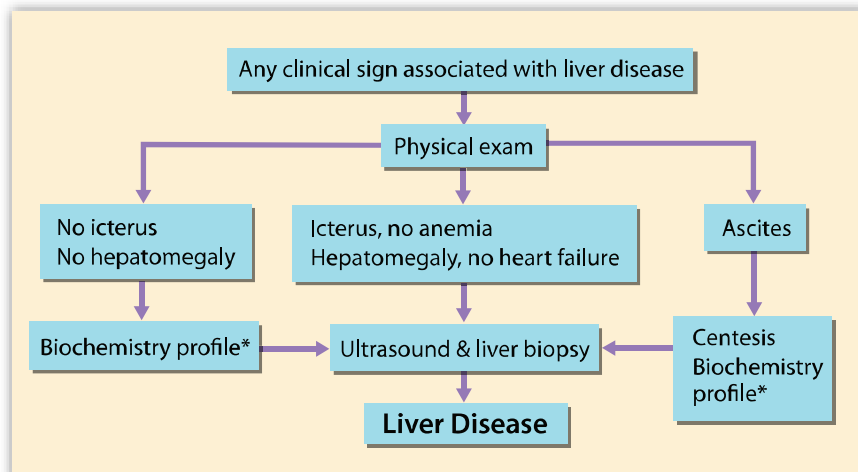 Any clinical sign associated with liver disease
Physical exam
No icterus
No hepatomegaly
Icterus, no anemia
Hepatomegaly, no heart failure
Ascites
Biochemistry profile*
Ultrasound & liver biopsy
Centesis
Biochemistry
profile*
Liver Disease